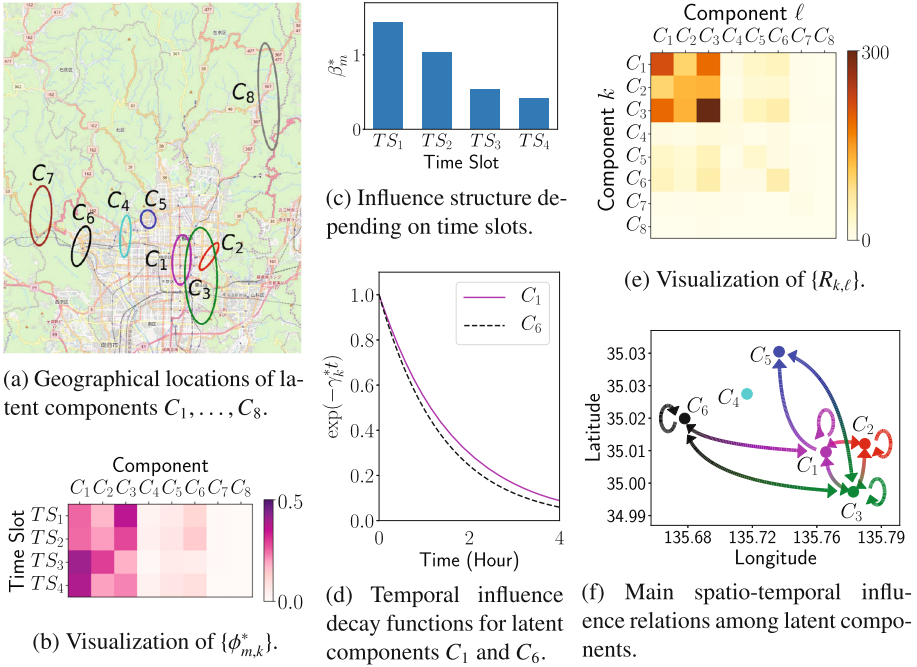 C₈
C₇
C₄
C₅
C₆
C₂
C₁
C₃
(a) Geographical locations of la-
tent components C₁, . . . , C₈.
Component
C₁ C₂ C₃ C₄ C₅ C₆ C₇ C₈
Time Slot
TS₁
TS₂
TS₃
TS₄
0.5
0.0
(b) Visualization of {ϕ*ₘ,ₖ}.
β*ₘ
1
0
TS₁ TS₂ TS₃ TS₄
Time Slot
(c) Influence structure de-
pending on time slots.
exp(−γ*ₖt)
1.0
0.8
0.6
0.4
0.2
0.0
C₁
C₆
0 2 4
Time (Hour)
(d) Temporal influence
decay functions for latent
components C₁ and C₆.
Component ℓ
C₁ C₂ C₃ C₄ C₅ C₆ C₇ C₈
Component k
C₁
C₂
C₃
C₄
C₅
C₆
C₇
C₈
300
0
(e) Visualization of {Rₖ,ℓ}.
Latitude
35.03
35.03
35.02
35.01
35.00
34.99
C₅
C₄
C₆
C₂
C₁
C₃
135.68 135.72 135.76 135.79
Longitude
(f) Main spatio-temporal influ-
ence relations among latent compo-
nents.